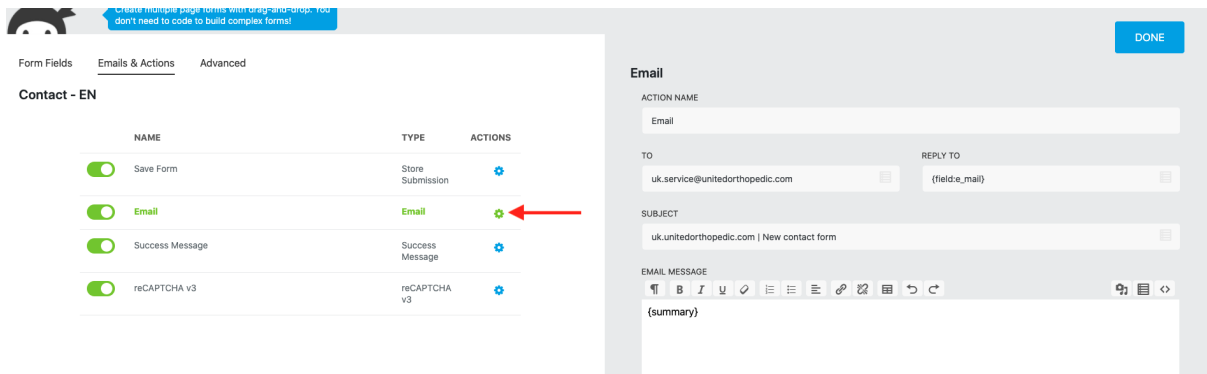 Create multiple page forms with drag-and-drop. You
don't need to code to build complex forms!
DONE
Form Fields
Emails & Actions
Advanced
Contact - EN
NAME
TYPE
ACTIONS
Save Form
Store
Submission
Email
Email
Success Message
Success
Message
reCAPTCHA v3
reCAPTCHA
v3
Email
ACTION NAME
Email
TO
REPLY TO
uk.service@unitedorthopedic.com
{field:e_mail}
SUBJECT
uk.unitedorthopedic.com | New contact form
EMAIL MESSAGE
{summary}